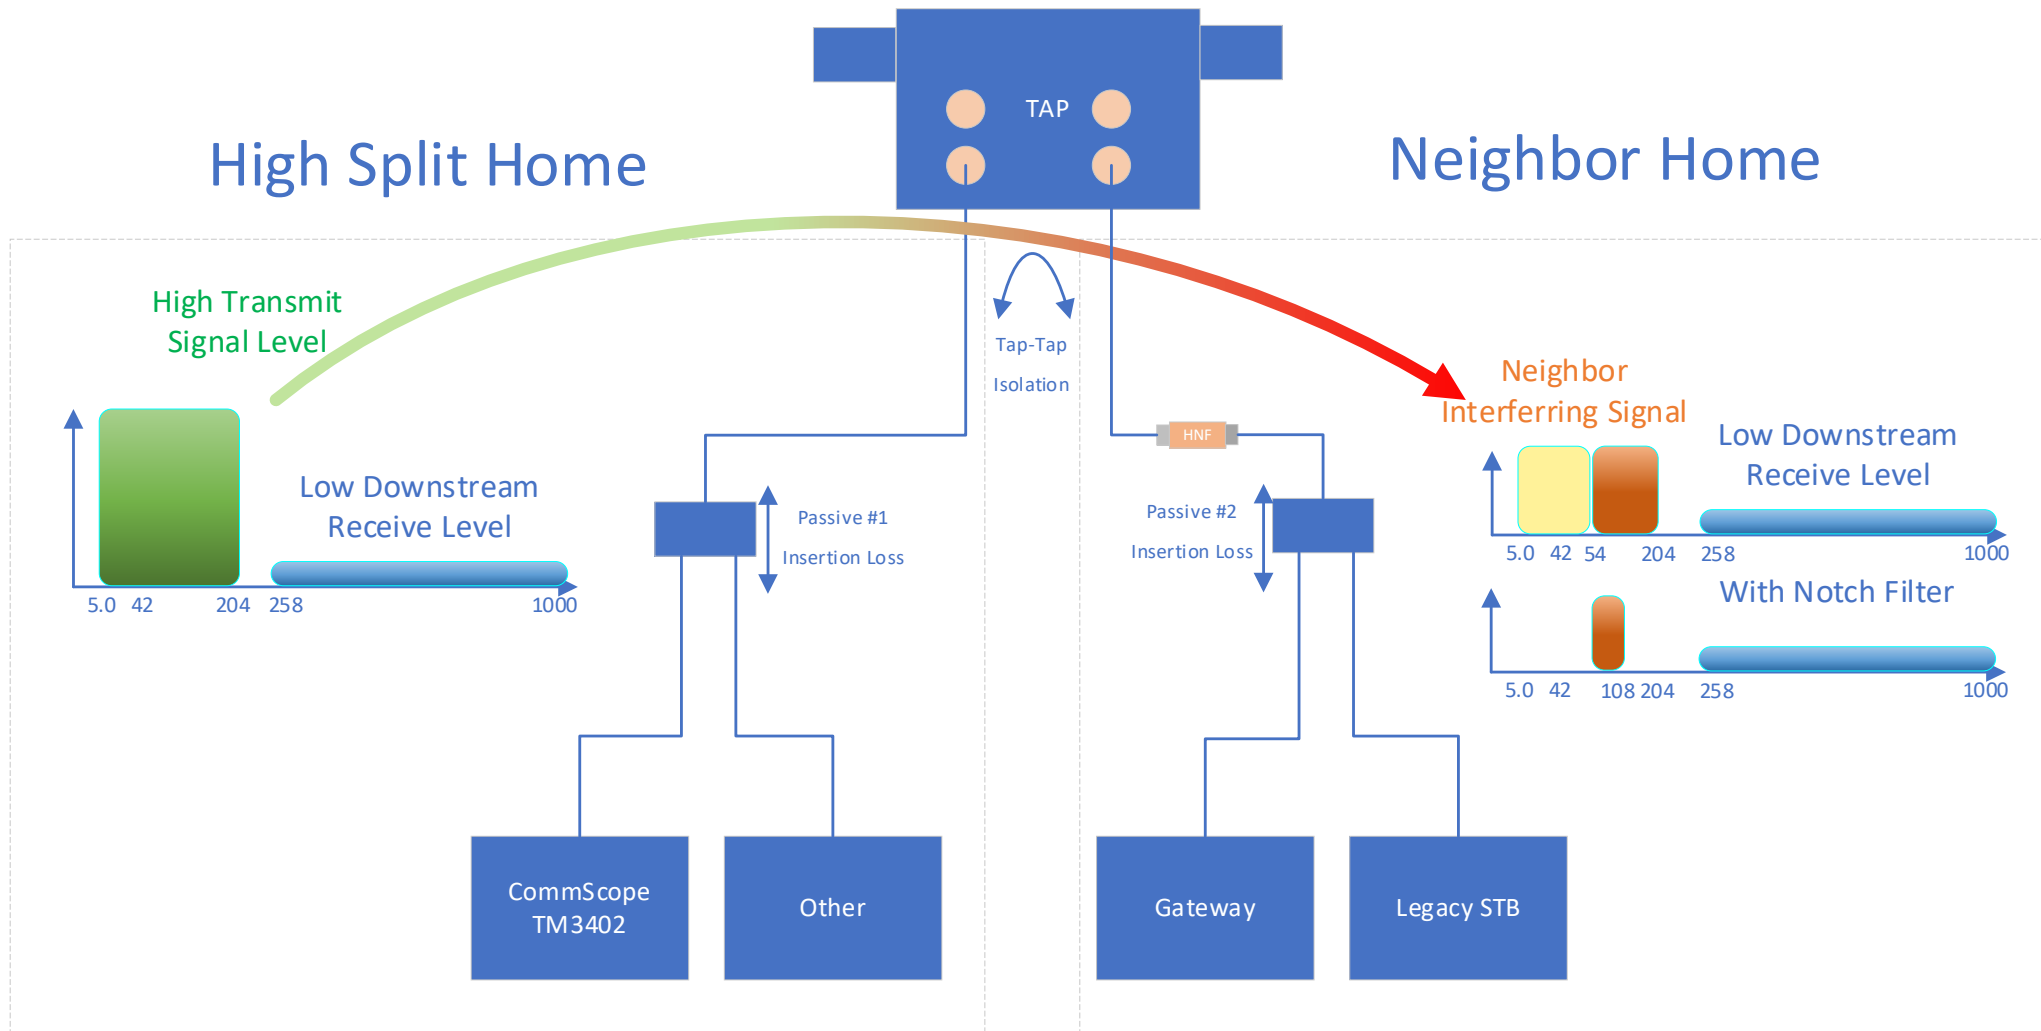 TAP
High Split Home
Neighbor Home
High Transmit
Signal Level
Tap-Tap
Isolation
Neighbor
Interferring Signal
HNF
Low Downstream
Receive Level
Low Downstream
Receive Level
Passive #1
Insertion Loss
Passive #2
Insertion Loss
5.0 42 54 204 258 1000
With Notch Filter
5.0 42 204 258 1000
5.0 42 108 204 258 1000
CommScope
TM3402
Other
Gateway
Legacy STB